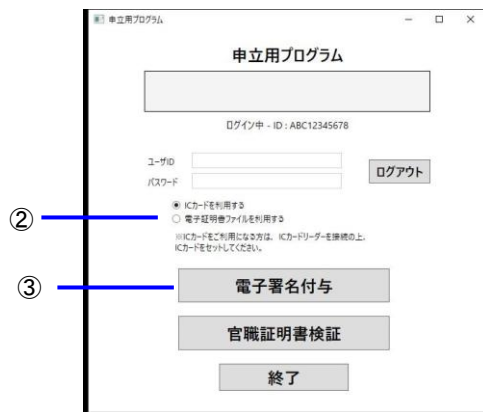 申立用プログラム
申立用プログラム
ログイン中 - ID : ABC12345678
ユーザID
パスワード
ログアウト
ICカードを利用する
② 電子証明書ファイルを利用する
※ICカードをご利用になる方は、ICカードリーダーを接続の上、
ICカードをセットしてください。
③ 電子署名付与
官職証明書検証
終了